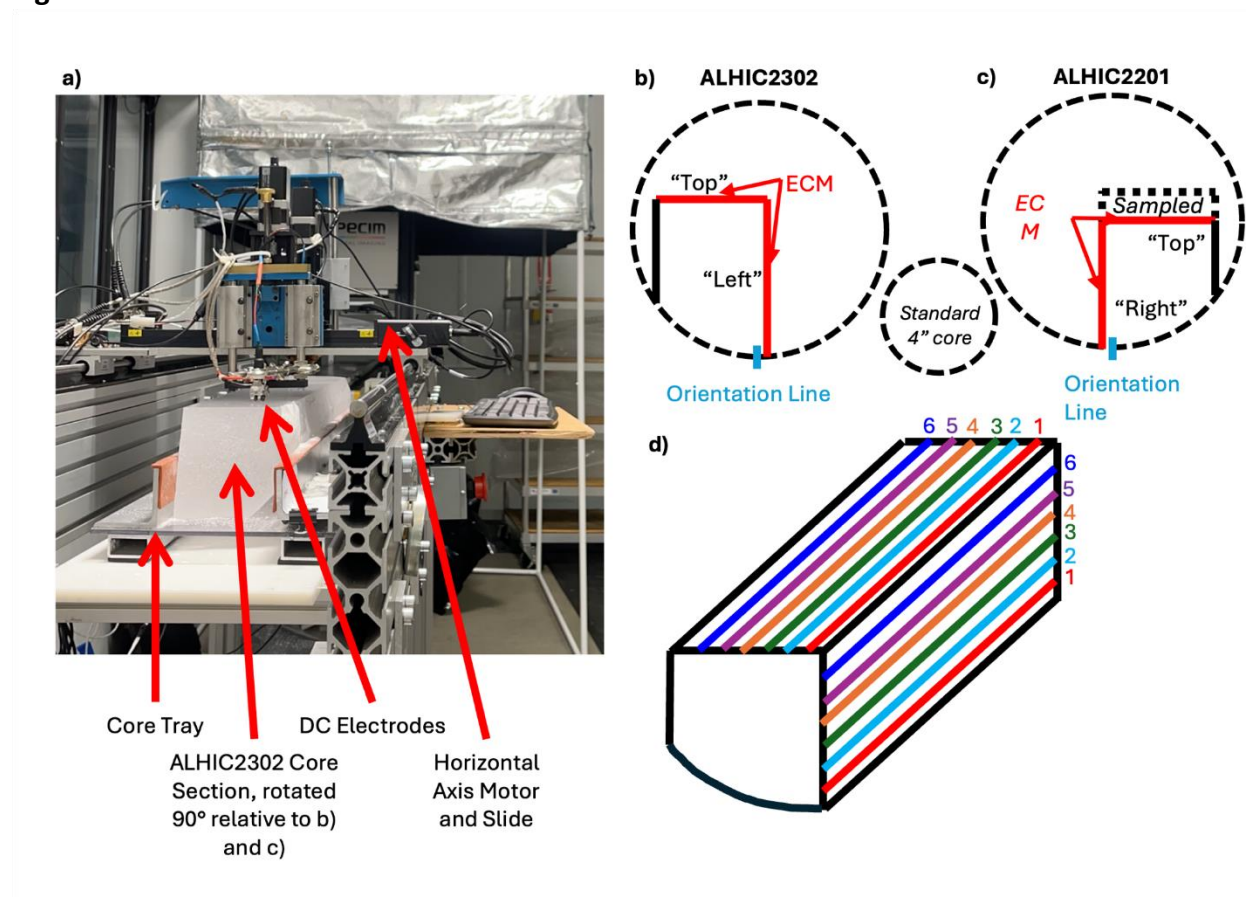 a)
PECIM
Core Tray
DC Electrodes
ALHIC2302 Core
Section, rotated
90° relative to b)
and c)
Horizontal
Axis Motor
and Slide
b)
ALHIC2302
"Top"
ECM
"Left"
Orientation Line
Standard
4" core
c)
ALHIC2201
EC
M
Sampled
"Top"
"Right"
Orientation
Line
d)
6 5 4 3 2 1
6
5
4
3
2
1